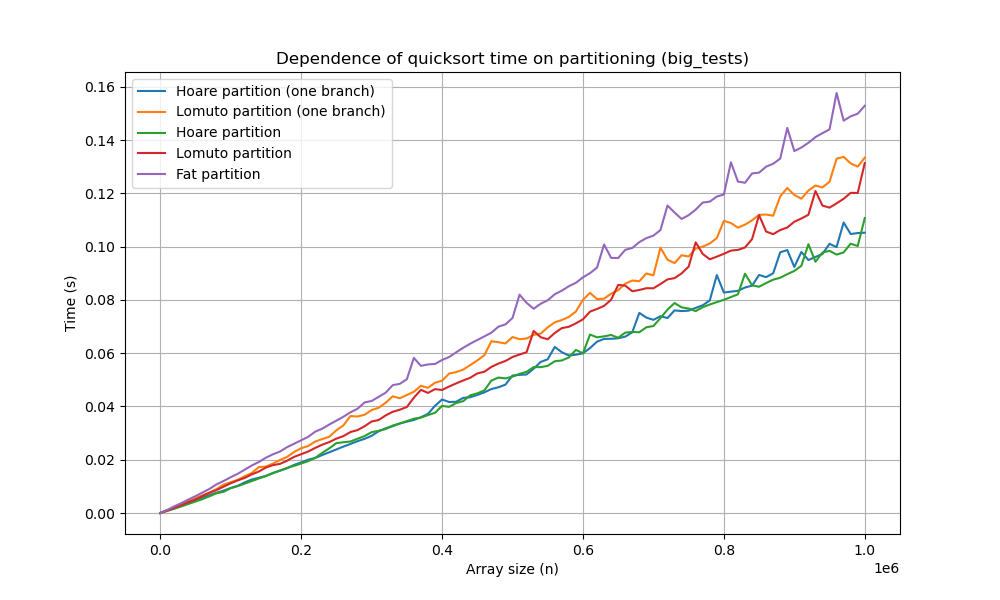 Dependence of quicksort time on partitioning (big_tests)
Hoare partition (one branch)
Lomuto partition (one branch)
Hoare partition
Lomuto partition
Fat partition
Time (s)
0.16
0.14
0.12
0.10
0.08
0.06
0.04
0.02
0.00
0.0 0.2 0.4 0.6 0.8 1.0
1e6
Array size (n)